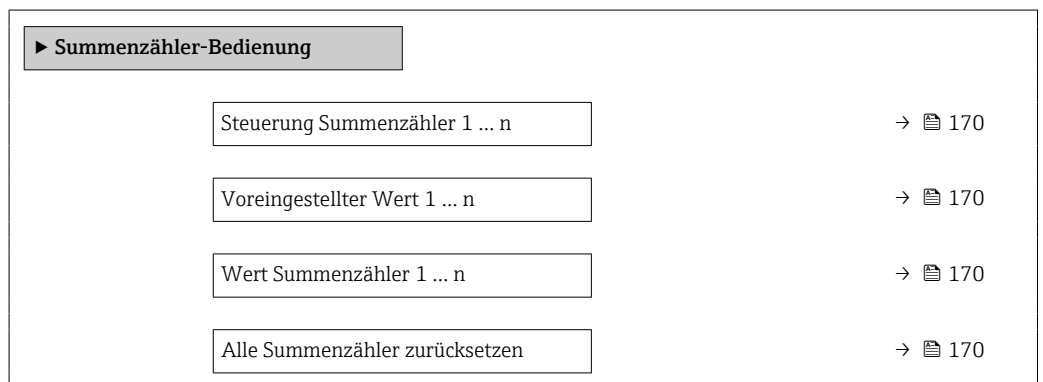 ▶ Summenzähler-Bedienung
Steuerung Summenzähler 1 … n → 170
Voreingestellter Wert 1 … n → 170
Wert Summenzähler 1 … n → 170
Alle Summenzähler zurücksetzen → 170